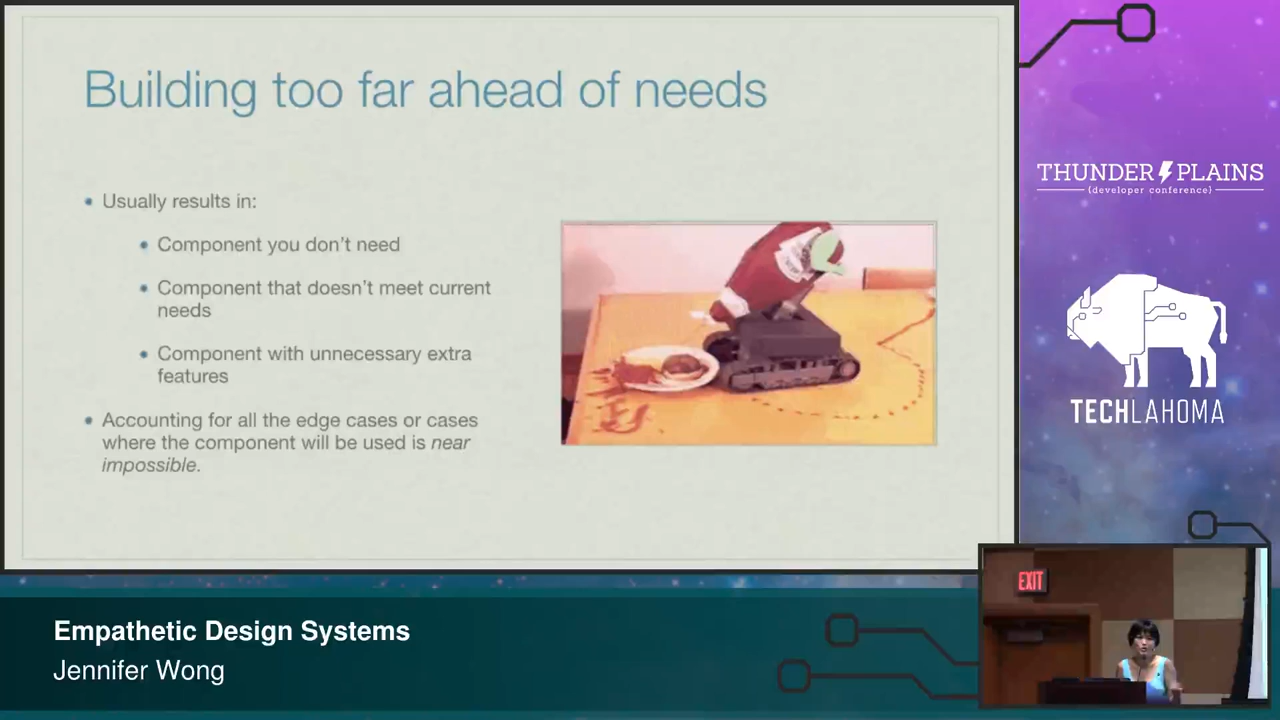 Building too far ahead of needs
Usually results in:
Component you don’t need
Component that doesn’t meet current
needs
Component with unnecessary extra
features
Accounting for all the edge cases or cases
where the component will be used is near
impossible.
THUNDER PLAINS
{developer conference}
TECHLAHOMA
EXIT
Empathetic Design Systems
Jennifer Wong